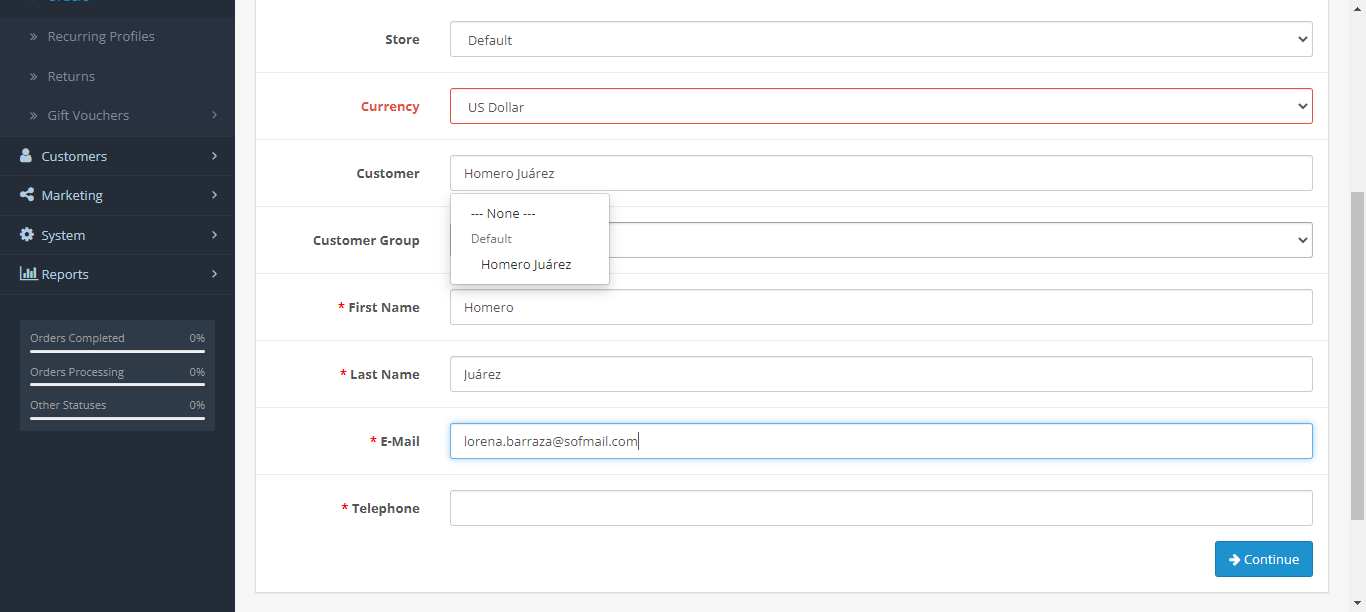 Recurring Profiles
Returns
Gift Vouchers
Customers
Marketing
System
Reports
Orders Completed 0%
Orders Processing 0%
Other Statuses 0%
Store Default
Currency US Dollar
Customer Homero Juárez
--- None ---
Default
Homero Juárez
Customer Group
* First Name Homero
* Last Name Juárez
* E-Mail lorena.barraza@sofmail.com
* Telephone
Continue